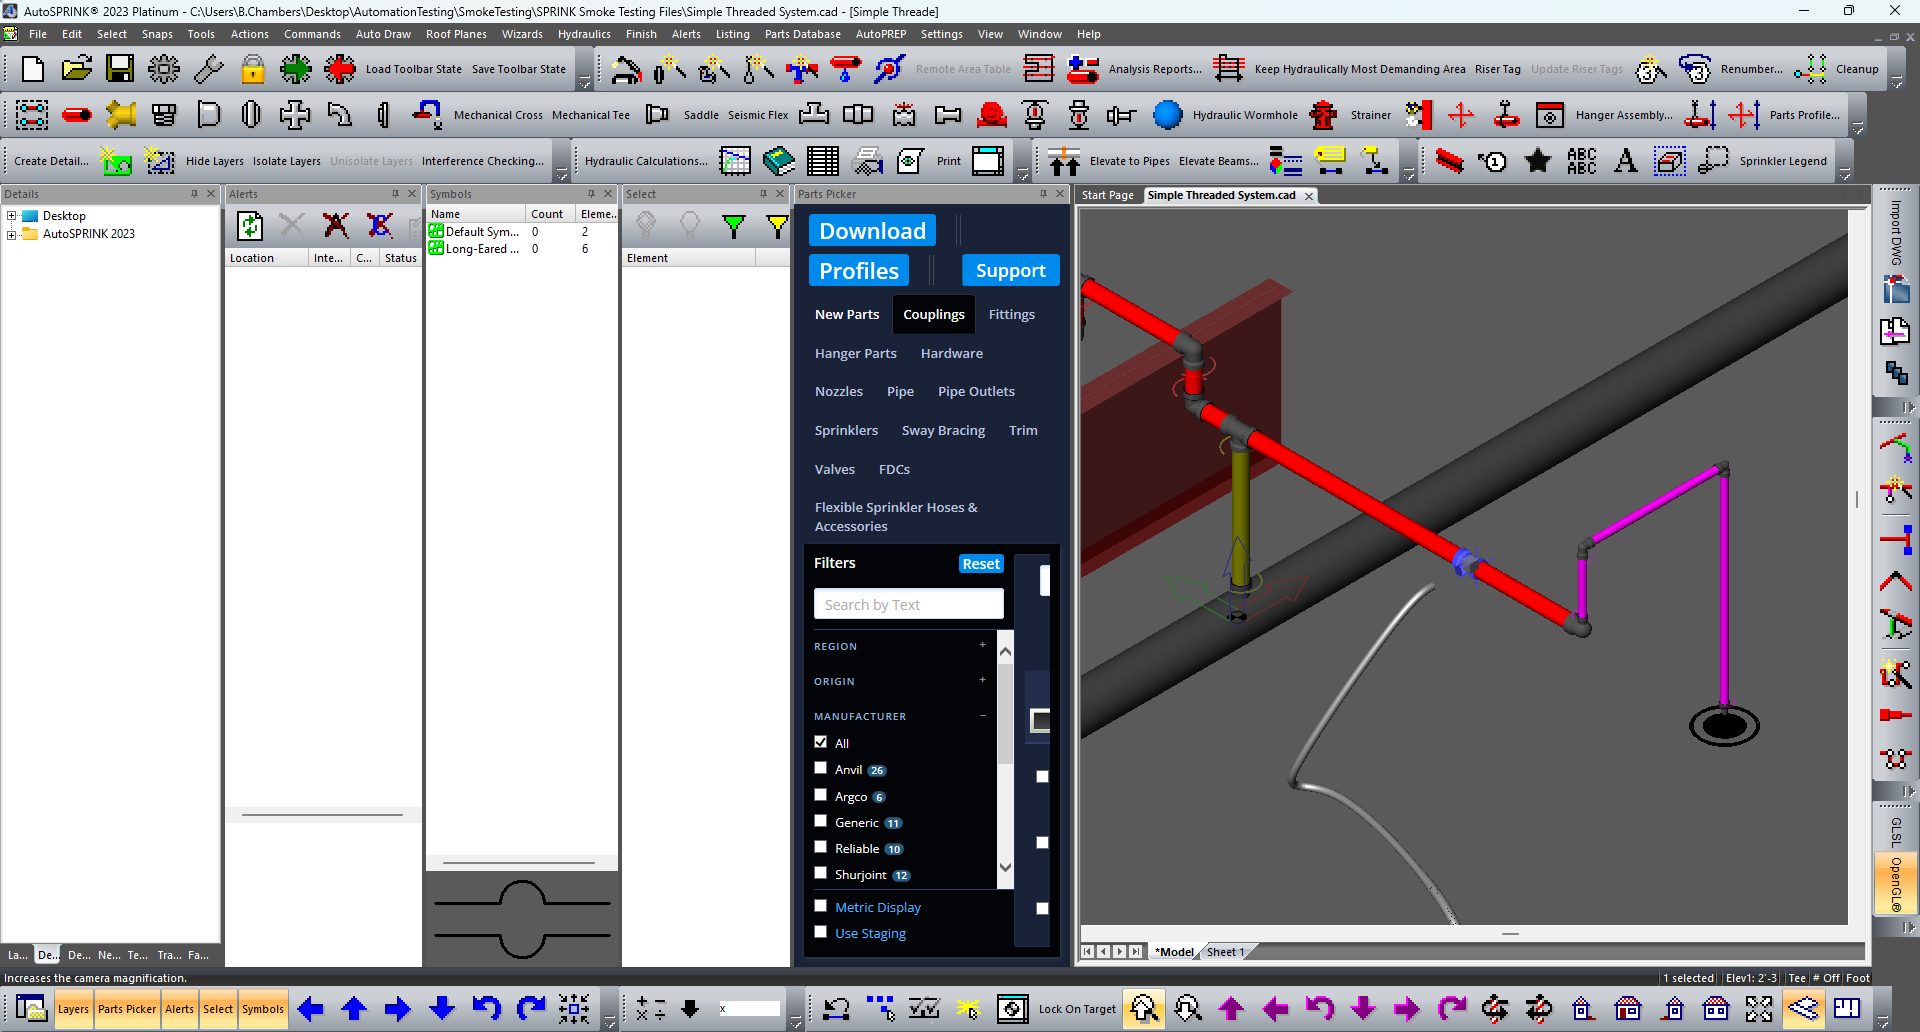 AutoSPRINK® 2023 Platinum - C:\Users\B.Chambers\Desktop\AutomationTesting\SmokeTesting\SPRINK Smoke Testing Files\Simple Threaded System.cad - [Simple Threade]
File Edit Select Snaps Tools Actions Commands Auto Draw Roof Planes Wizards Hydraulics Finish Alerts Listing Parts Database AutoPREP Settings View Window Help
Load Toolbar State Save Toolbar State Remote Area Table Analysis Reports... Keep Hydraulically Most Demanding Area Riser Tag Update Riser Tags Renumber... Cleanup
Mechanical Cross Mechanical Tee Saddle Seismic Flex Hydraulic Wormhole Strainer Hanger Assembly... Parts Profile...
Create Detail... Hide Layers Isolate Layers Unisolate Layers Interference Checking... Hydraulic Calculations... Print Elevate to Pipes Elevate Beams... ABC ABC A Sprinkler Legend
Details Alerts Symbols Select Parts Picker Start Page Simple Threaded System.cad
Desktop
AutoSPRINK 2023
Location Inte... C... Status
Name Count Eleme..
Default Sym... 0 2
Long-Eared ... 0 6
Element
Download
Profiles Support
New Parts Couplings Fittings
Hanger Parts Hardware
Nozzles Pipe Pipe Outlets
Sprinklers Sway Bracing Trim
Valves FDCs
Flexible Sprinkler Hoses &
Accessories
Filters Reset
Search by Text
REGION +
ORIGIN +
MANUFACTURER −
All
Anvil 26
Argco 6
Generic 11
Reliable 10
Shurjoint 12
Metric Display
Use Staging
Import DWG
GLSL
OpenGL®
La... De... De... Ne... Te... Tra... Fa...
*Model Sheet 1
Increases the camera magnification.
1 selected Elev1: 2'-3 Tee # Off Foot
Layers Parts Picker Alerts Select Symbols x Lock On Target